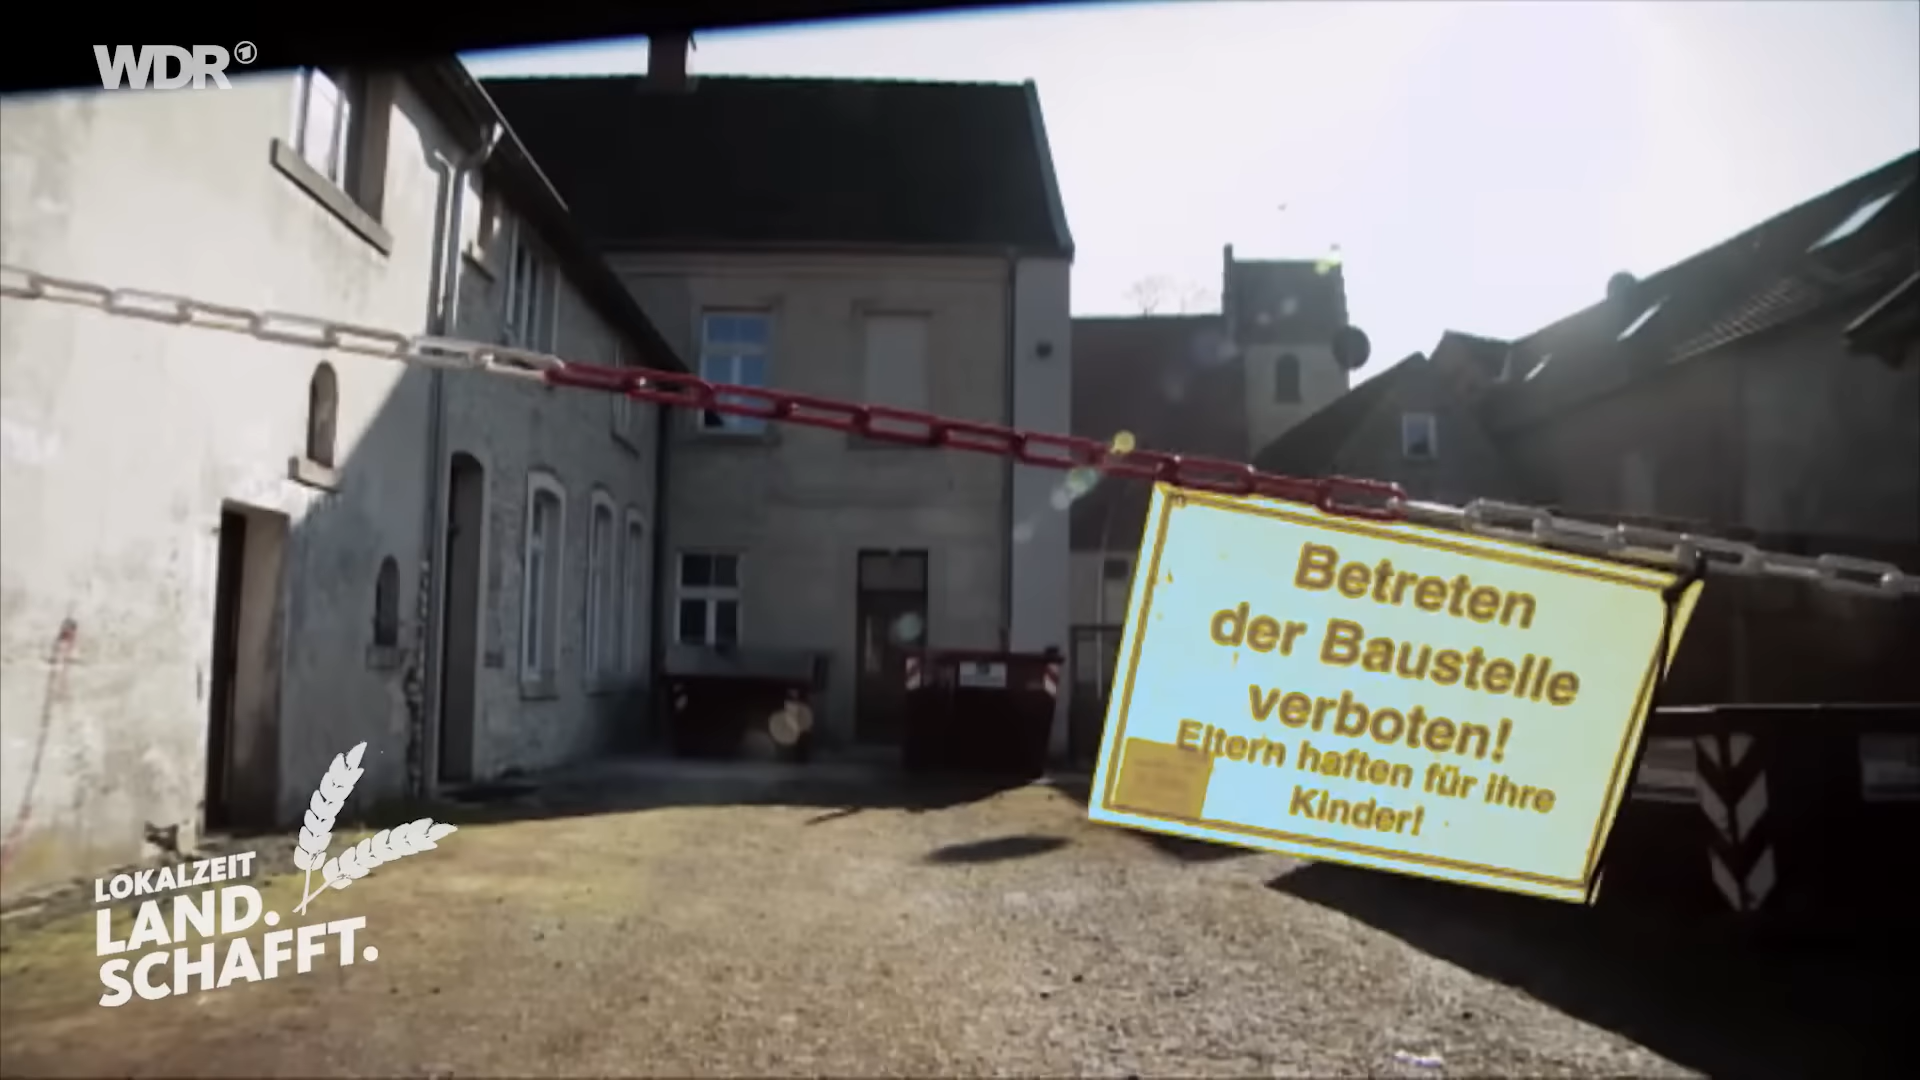 WDR
Betreten
der Baustelle
verboten!
Eltern haften für ihre
Kinder!
LOKALZEIT
LAND.
SCHAFFT.